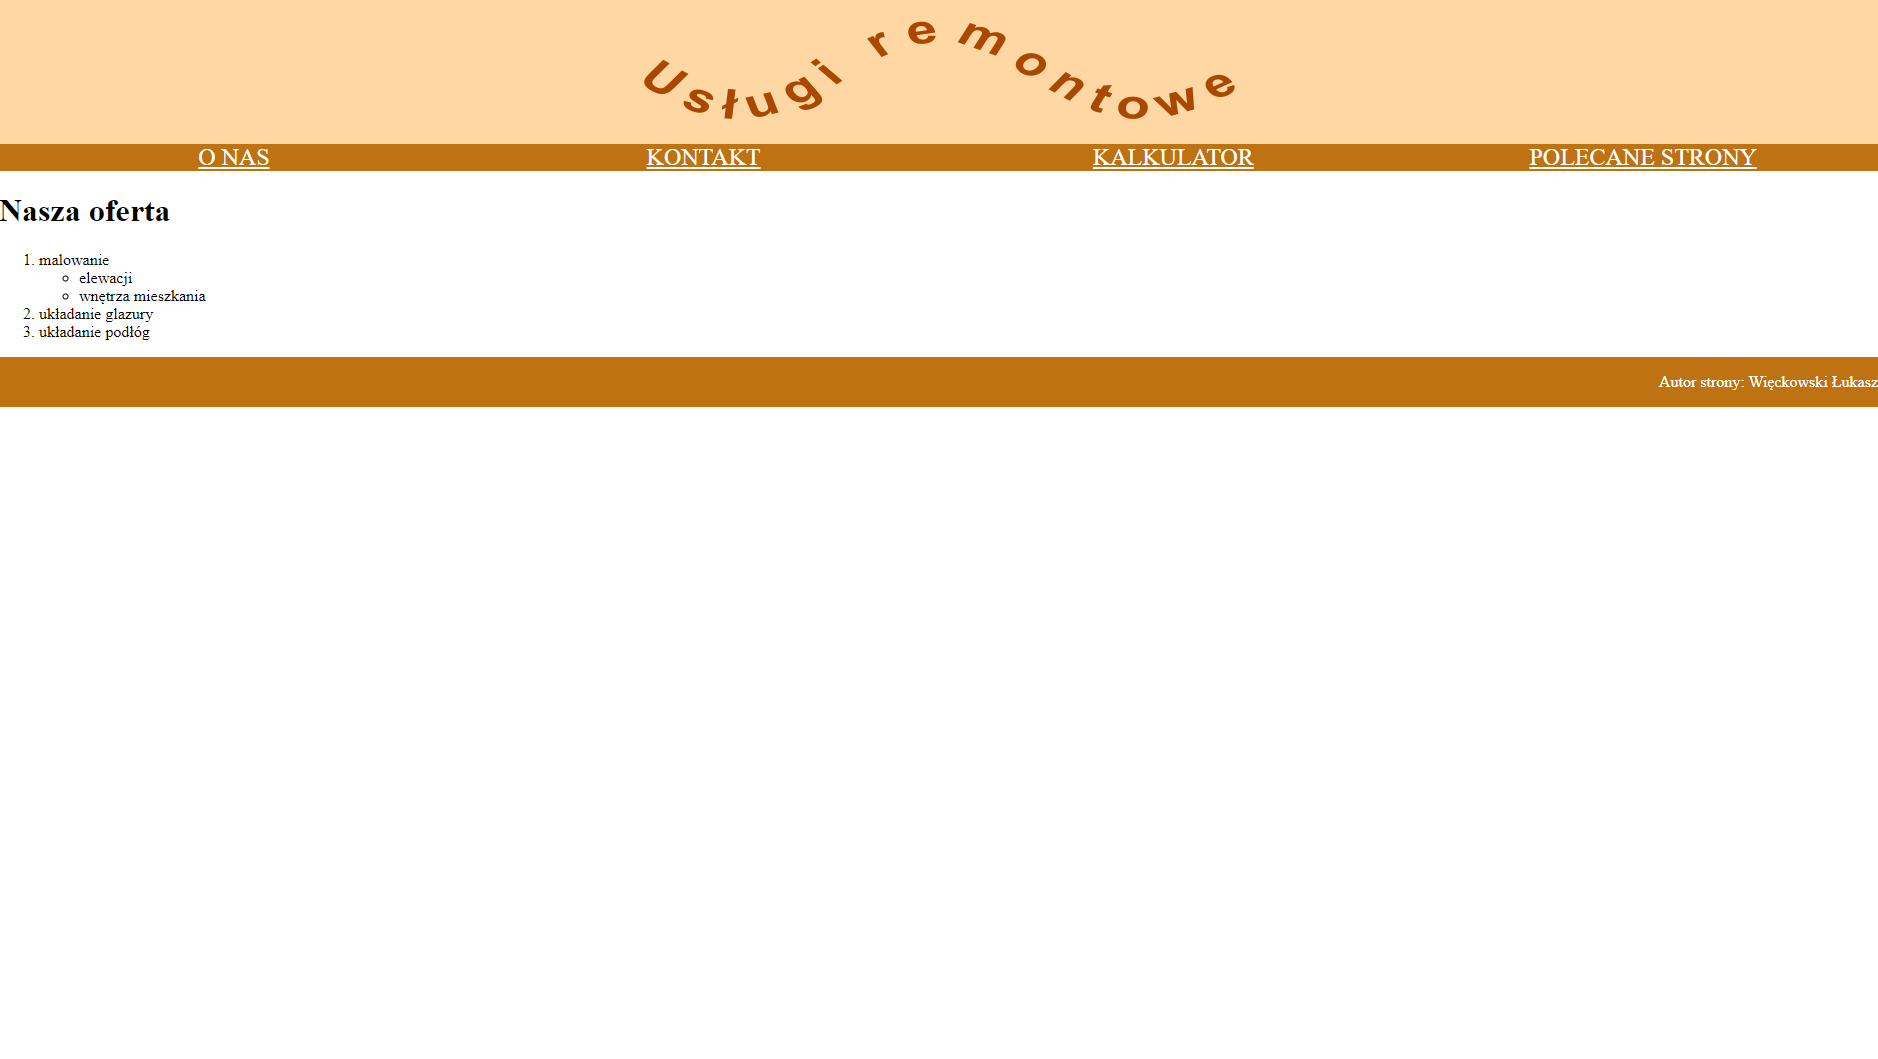 Usługi remontowe
O NAS KONTAKT KALKULATOR POLECANE STRONY
Nasza oferta
1. malowanie
elewacji
wnętrza mieszkania
2. układanie glazury
3. układanie podłóg
Autor strony: Więckowski Łukasz